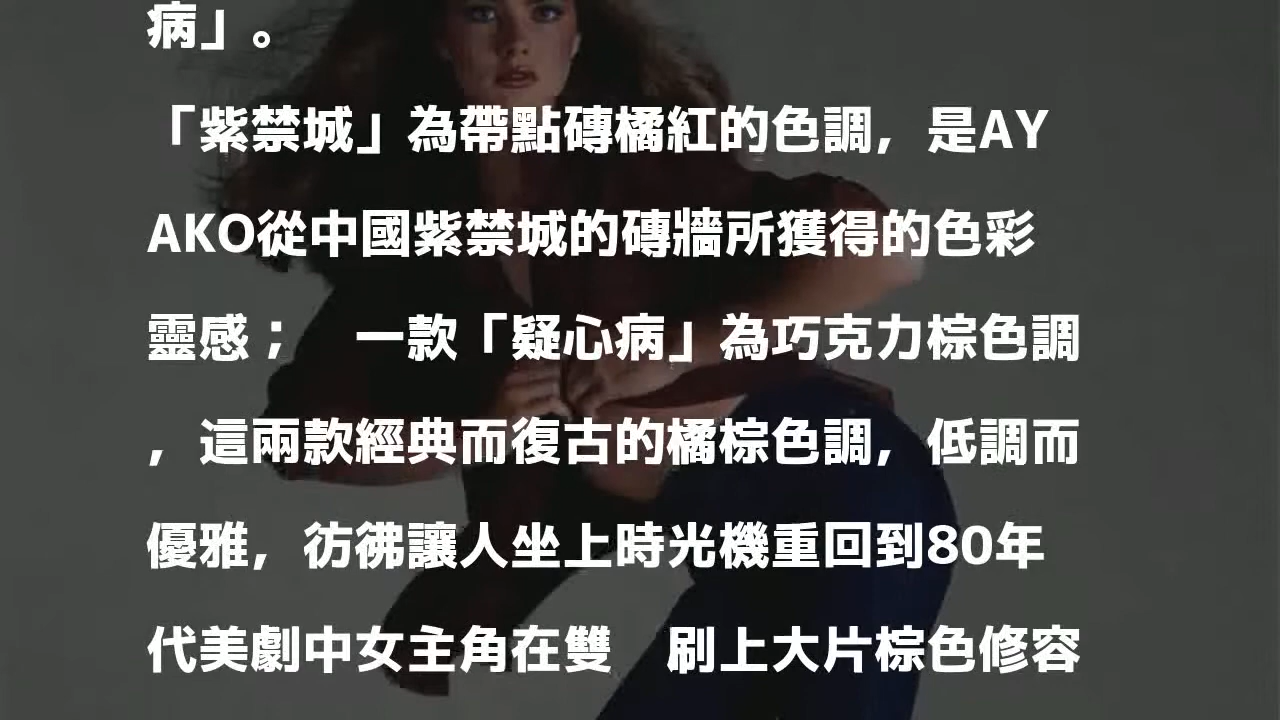 病」。
「紫禁城」為帶點磚橘紅的色調，是AY
AKO從中國紫禁城的磚牆所獲得的色彩
靈感； 一款「疑心病」為巧克力棕色調
，這兩款經典而復古的橘棕色調，低調而
優雅，彷彿讓人坐上時光機重回到80年
代美劇中女主角在雙 刷上大片棕色修容